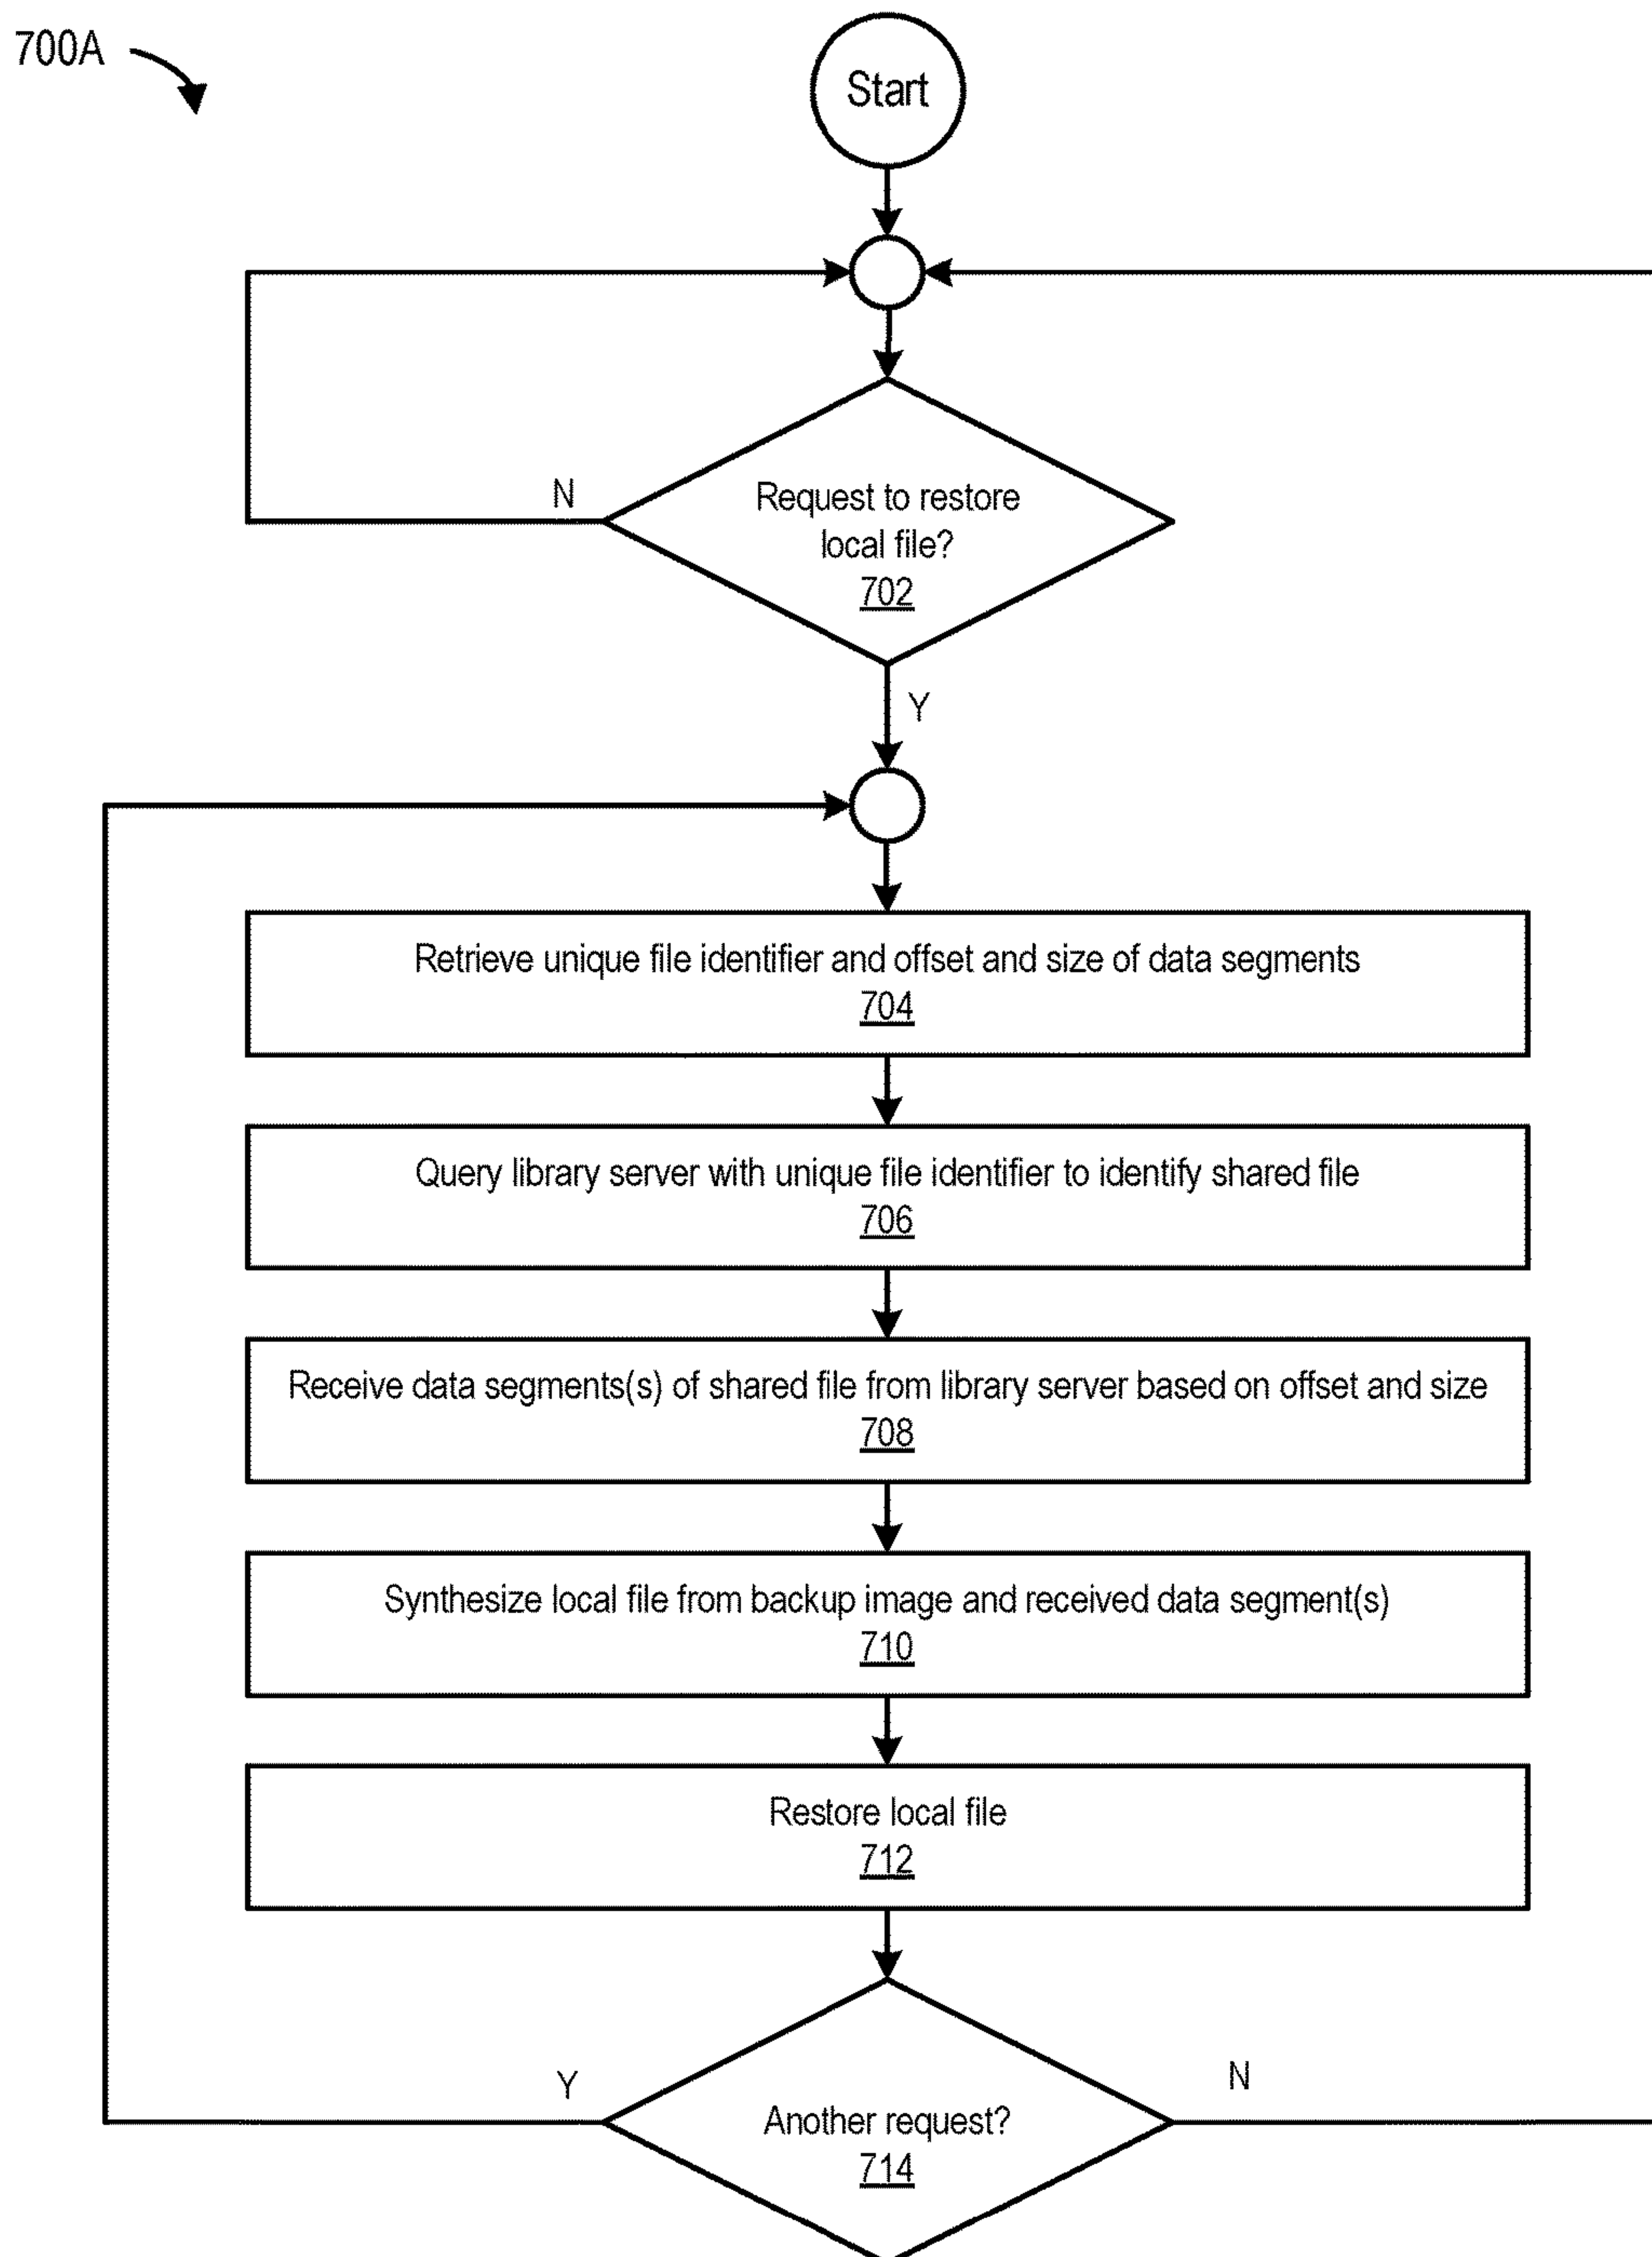 700A
Start
Request to restore
local file?
702
N
Y
Retrieve unique file identifier and offset and size of data segments
704
Query library server with unique file identifier to identify shared file
706
Receive data segments(s) of shared file from library server based on offset and size
708
Synthesize local file from backup image and received data segment(s)
710
Restore local file
712
Y
N
Another request?
714